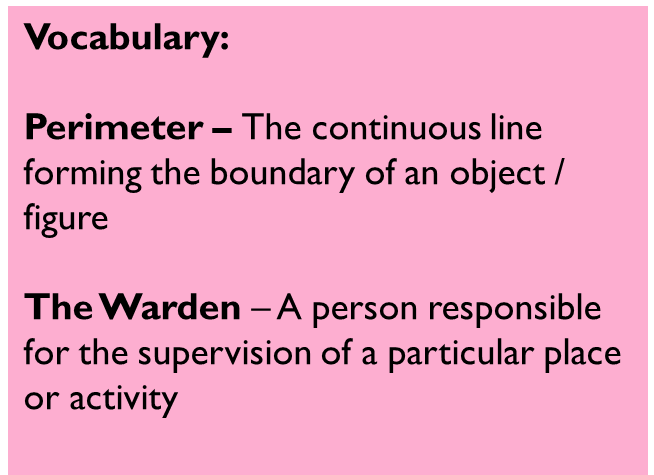 Vocabulary:
Perimeter – The continuous line
forming the boundary of an object /
figure
The Warden – A person responsible
for the supervision of a particular place
or activity